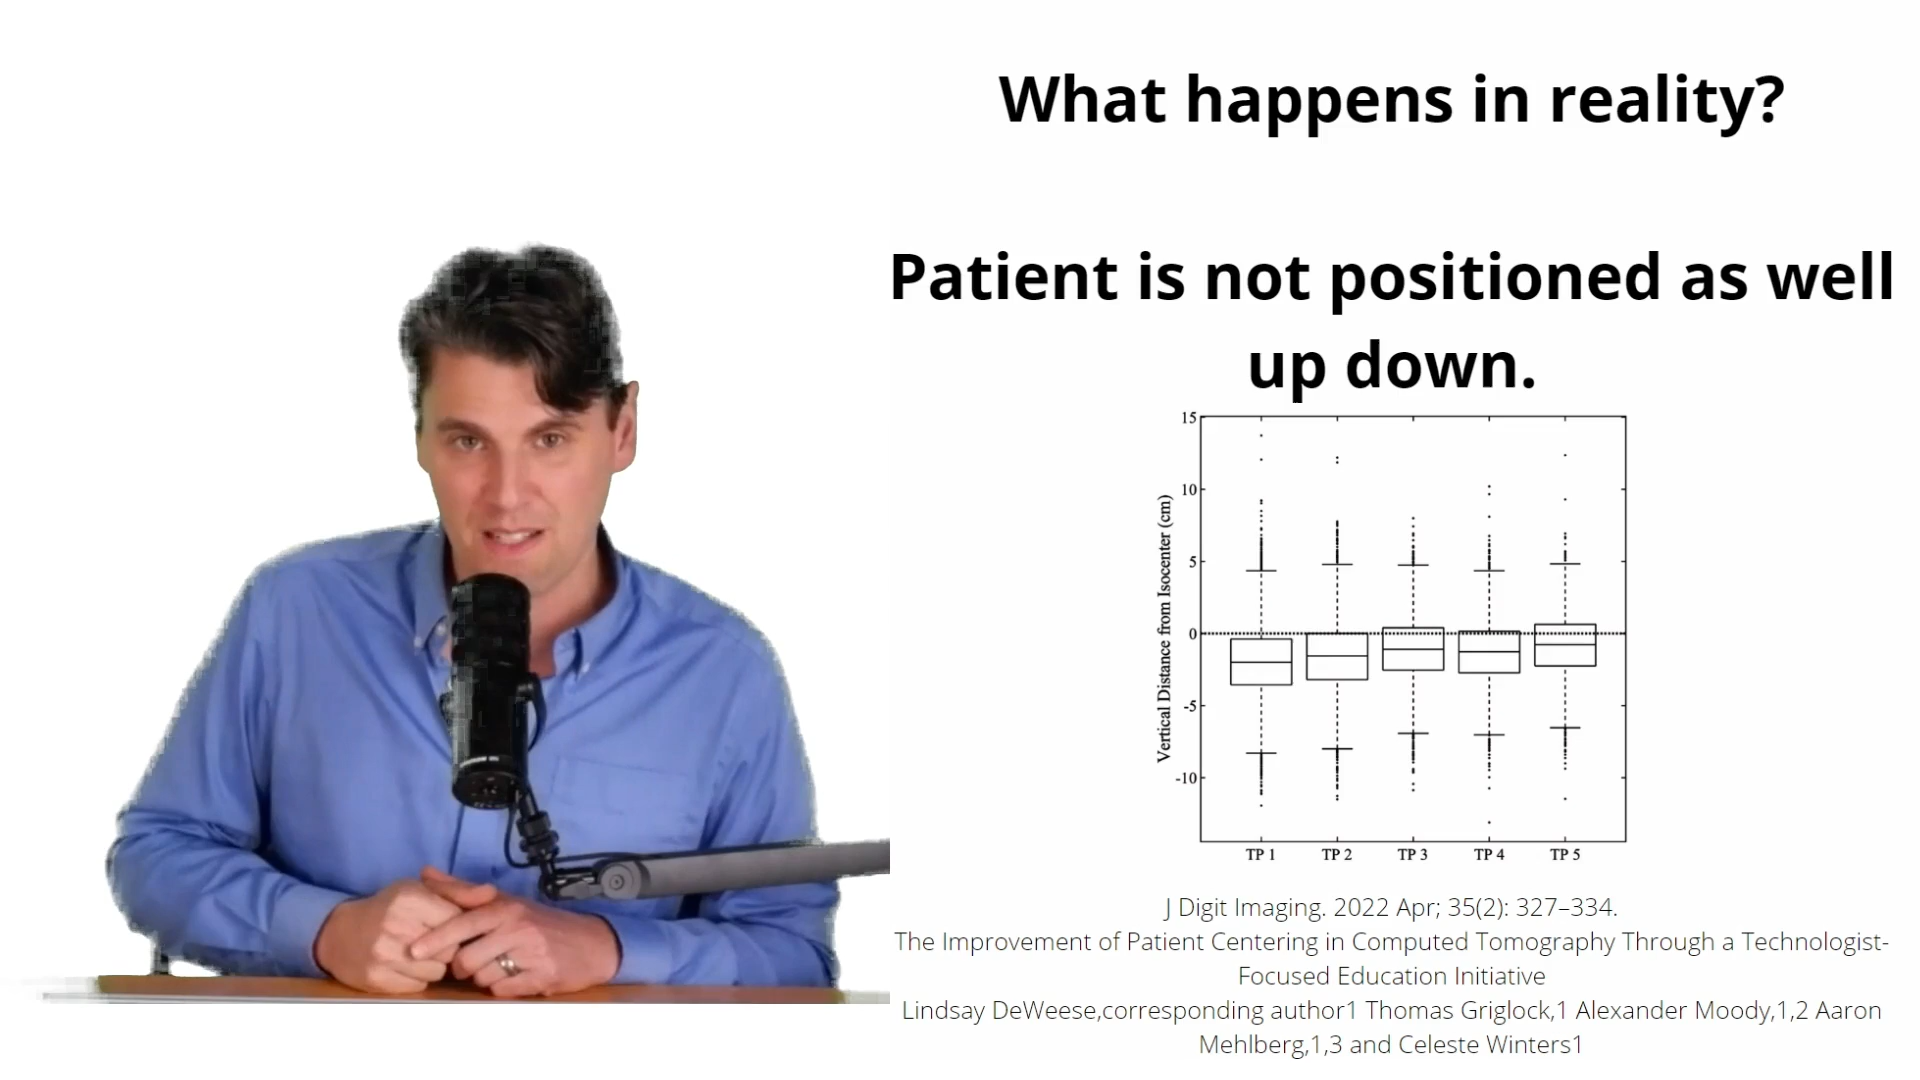 What happens in reality?
Patient is not positioned as well
up down.
15
10
5
0
-5
-10
Vertical Distance from Isocenter (cm)
TP 1 TP 2 TP 3 TP 4 TP 5
J Digit Imaging. 2022 Apr; 35(2): 327–334.
The Improvement of Patient Centering in Computed Tomography Through a Technologist-
Focused Education Initiative
Lindsay DeWeese,corresponding author1 Thomas Griglock,1 Alexander Moody,1,2 Aaron
Mehlberg,1,3 and Celeste Winters1